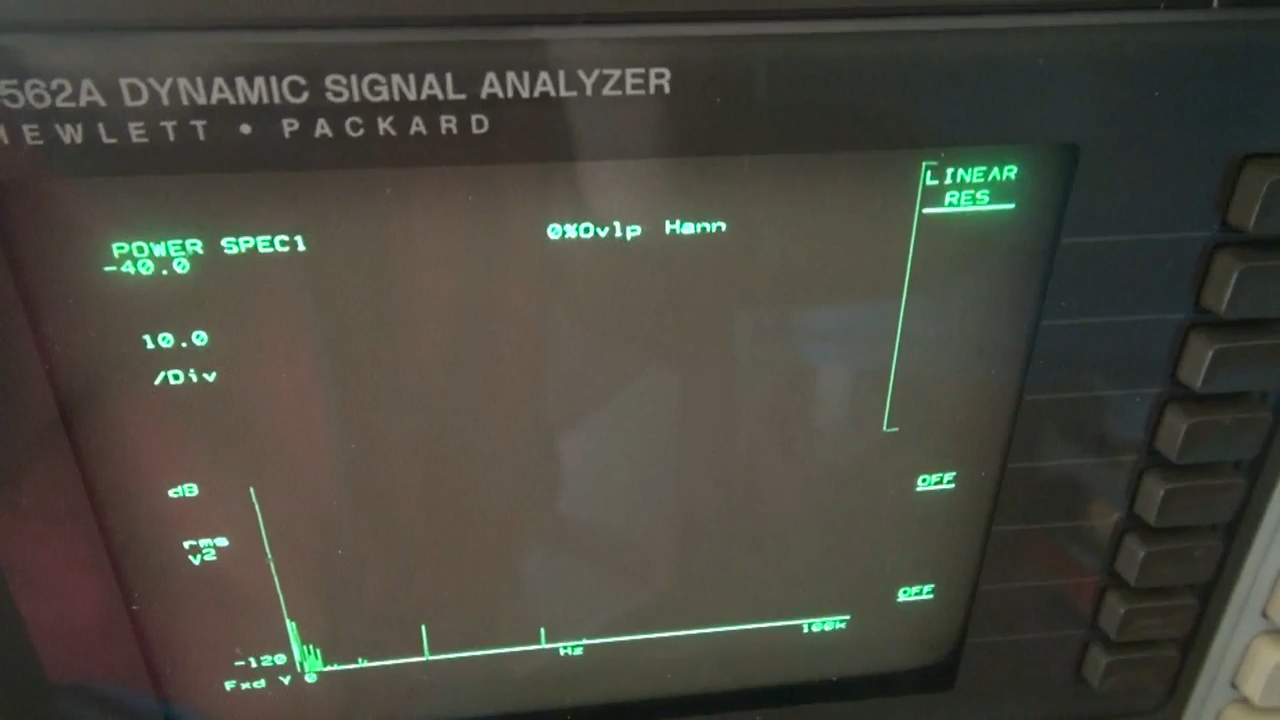 562A DYNAMIC SIGNAL ANALYZER
HEWLETT • PACKARD
LINEAR
RES
0%Ovlp Hann
POWER SPEC1
-40.0
10.0
/Div
dB
rms
V2
OFF
OFF
-120
Fxd Y 0
Hz
100k